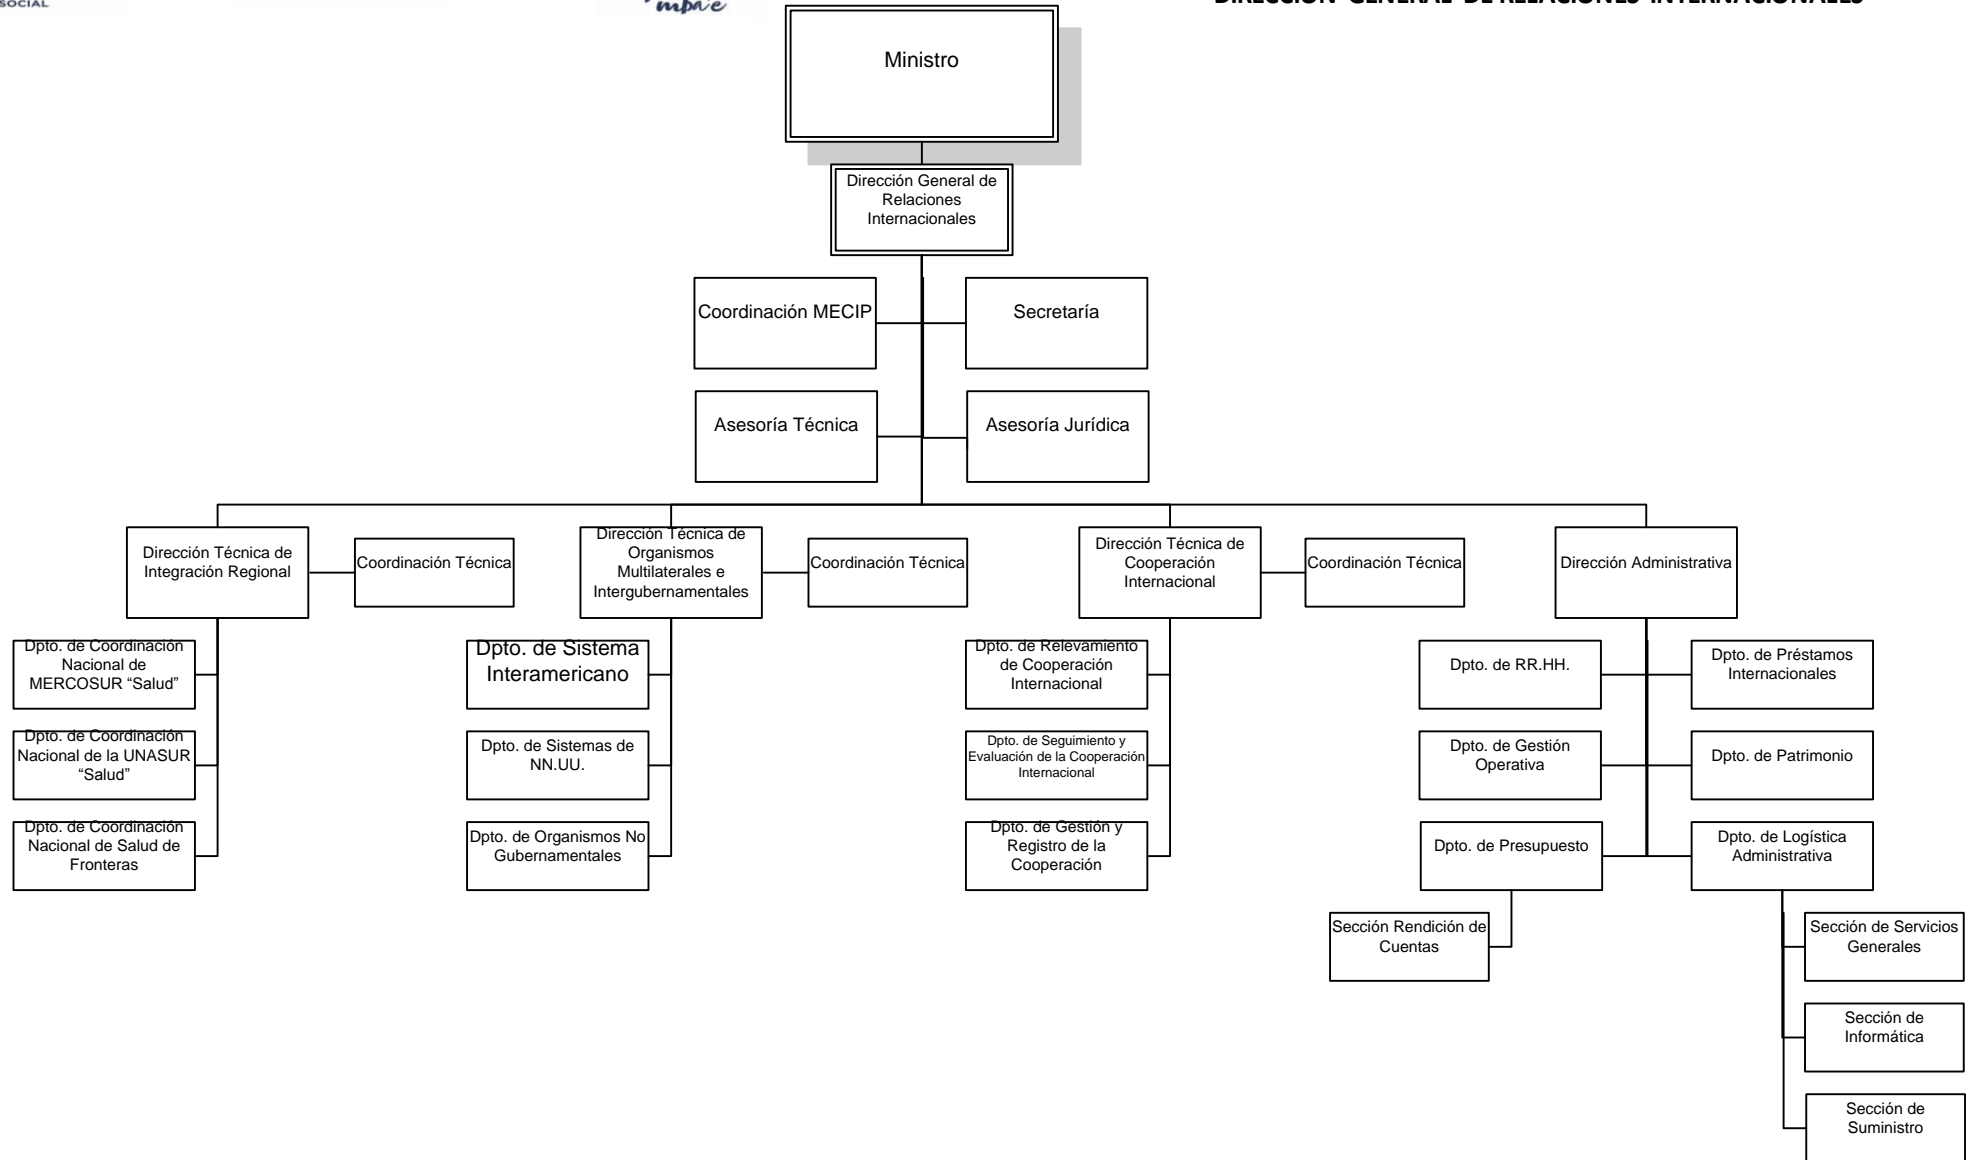 SOCIAL
mba'e
DIRECCIÓN GENERAL DE RELACIONES INTERNACIONALES
Ministro
Dirección General de
Relaciones
Internacionales
Coordinación MECIP
Secretaría
Asesoría Técnica
Asesoría Jurídica
Dirección Técnica de
Integración Regional
Coordinación Técnica
Dirección Técnica de
Organismos
Multilaterales e
Intergubernamentales
Coordinación Técnica
Dirección Técnica de
Cooperación
Internacional
Coordinación Técnica
Dirección Administrativa
Dpto. de Coordinación
Nacional de
MERCOSUR “Salud”
Dpto. de Sistema
Interamericano
Dpto. de Relevamiento
de Cooperación
Internacional
Dpto. de RR.HH.
Dpto. de Préstamos
Internacionales
Dpto. de Coordinación
Nacional de la UNASUR
“Salud”
Dpto. de Sistemas de
NN.UU.
Dpto. de Seguimiento y
Evaluación de la Cooperación
Internacional
Dpto. de Gestión
Operativa
Dpto. de Patrimonio
Dpto. de Coordinación
Nacional de Salud de
Fronteras
Dpto. de Organismos No
Gubernamentales
Dpto. de Gestión y
Registro de la
Cooperación
Dpto. de Presupuesto
Dpto. de Logística
Administrativa
Sección Rendición de
Cuentas
Sección de Servicios
Generales
Sección de
Informática
Sección de
Suministro